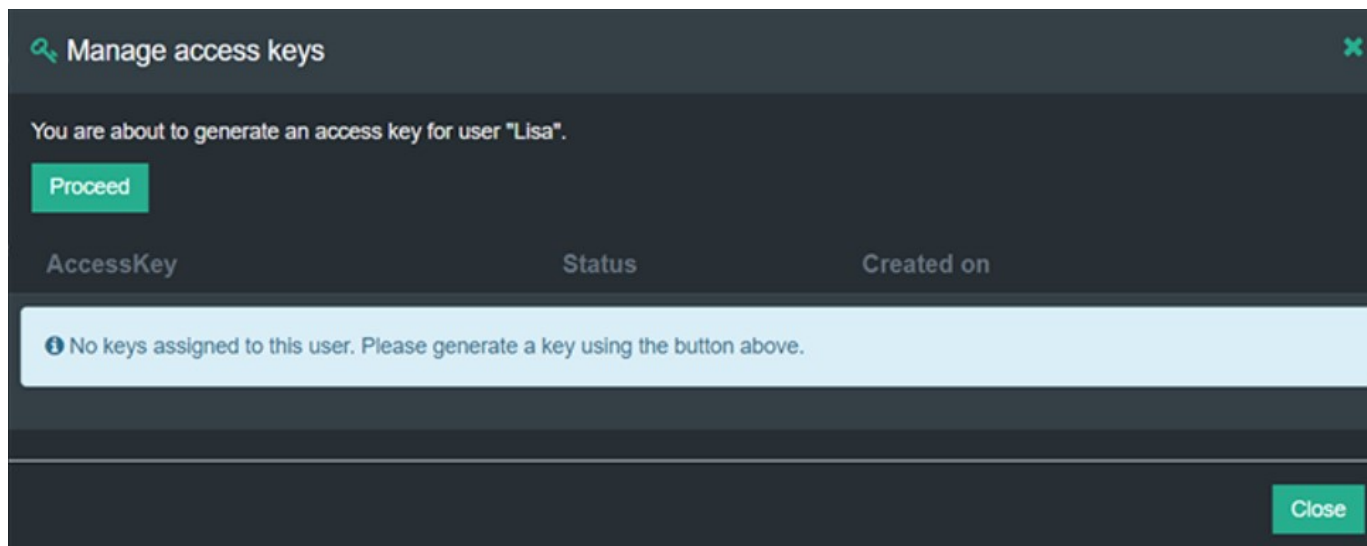 Manage access keys
You are about to generate an access key for user "Lisa".
Proceed
AccessKey Status Created on
No keys assigned to this user. Please generate a key using the button above.
Close